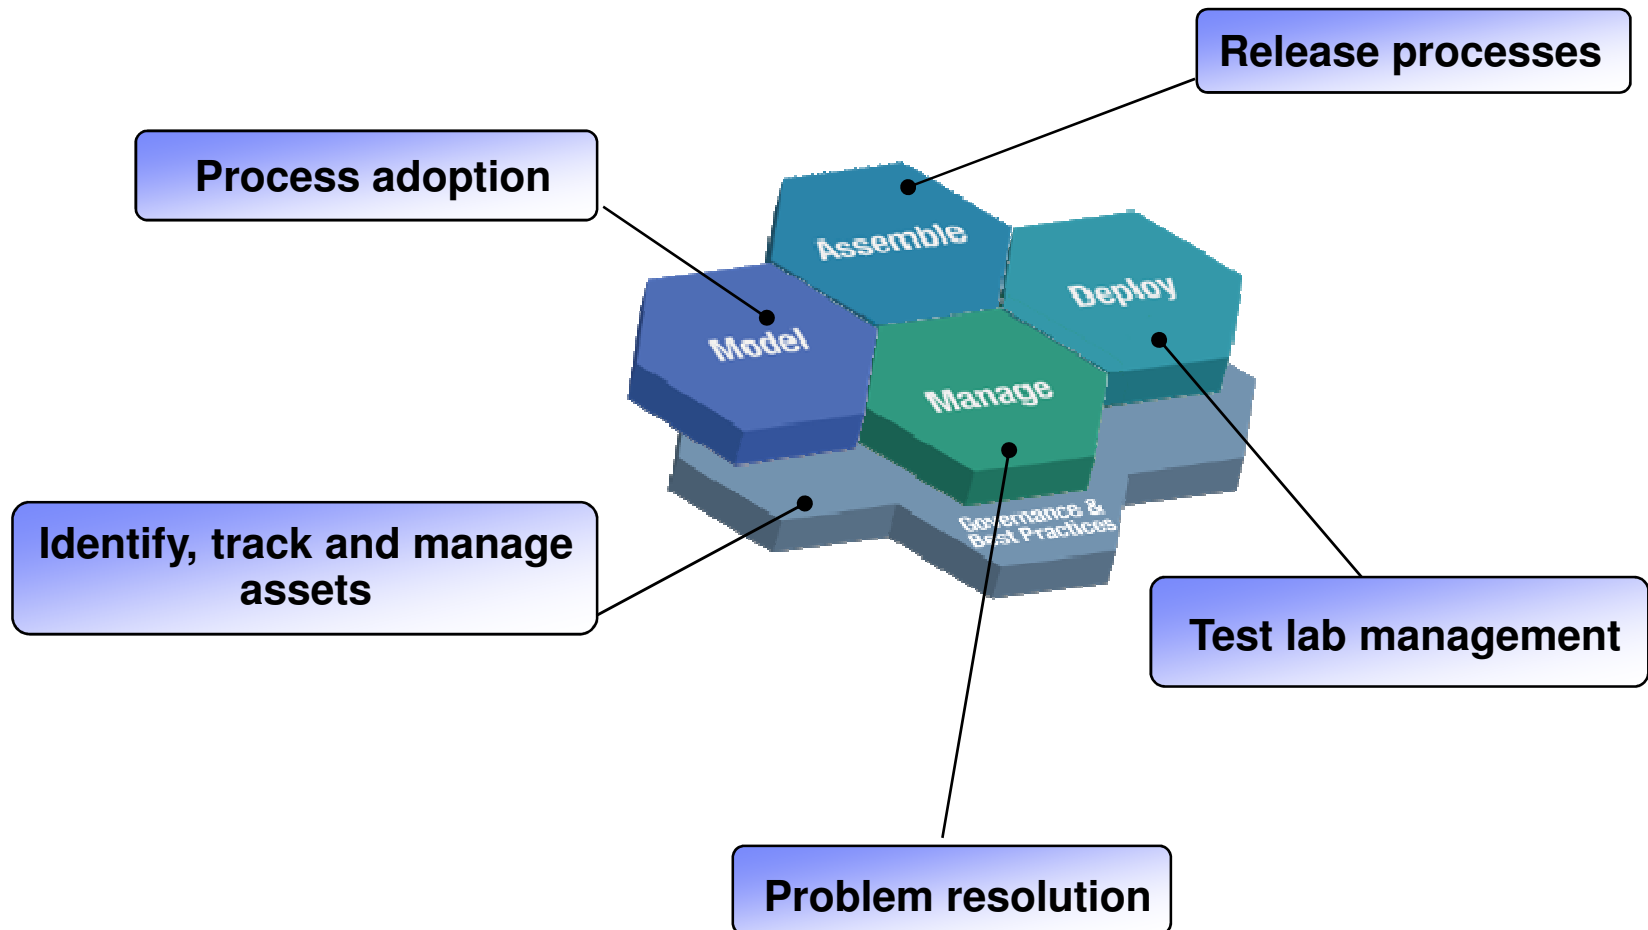 Release processes
Process adoption
Assemble
Deploy
Model
Manage
Governance &
Best Practices
Identify, track and manage
assets
Test lab management
Problem resolution